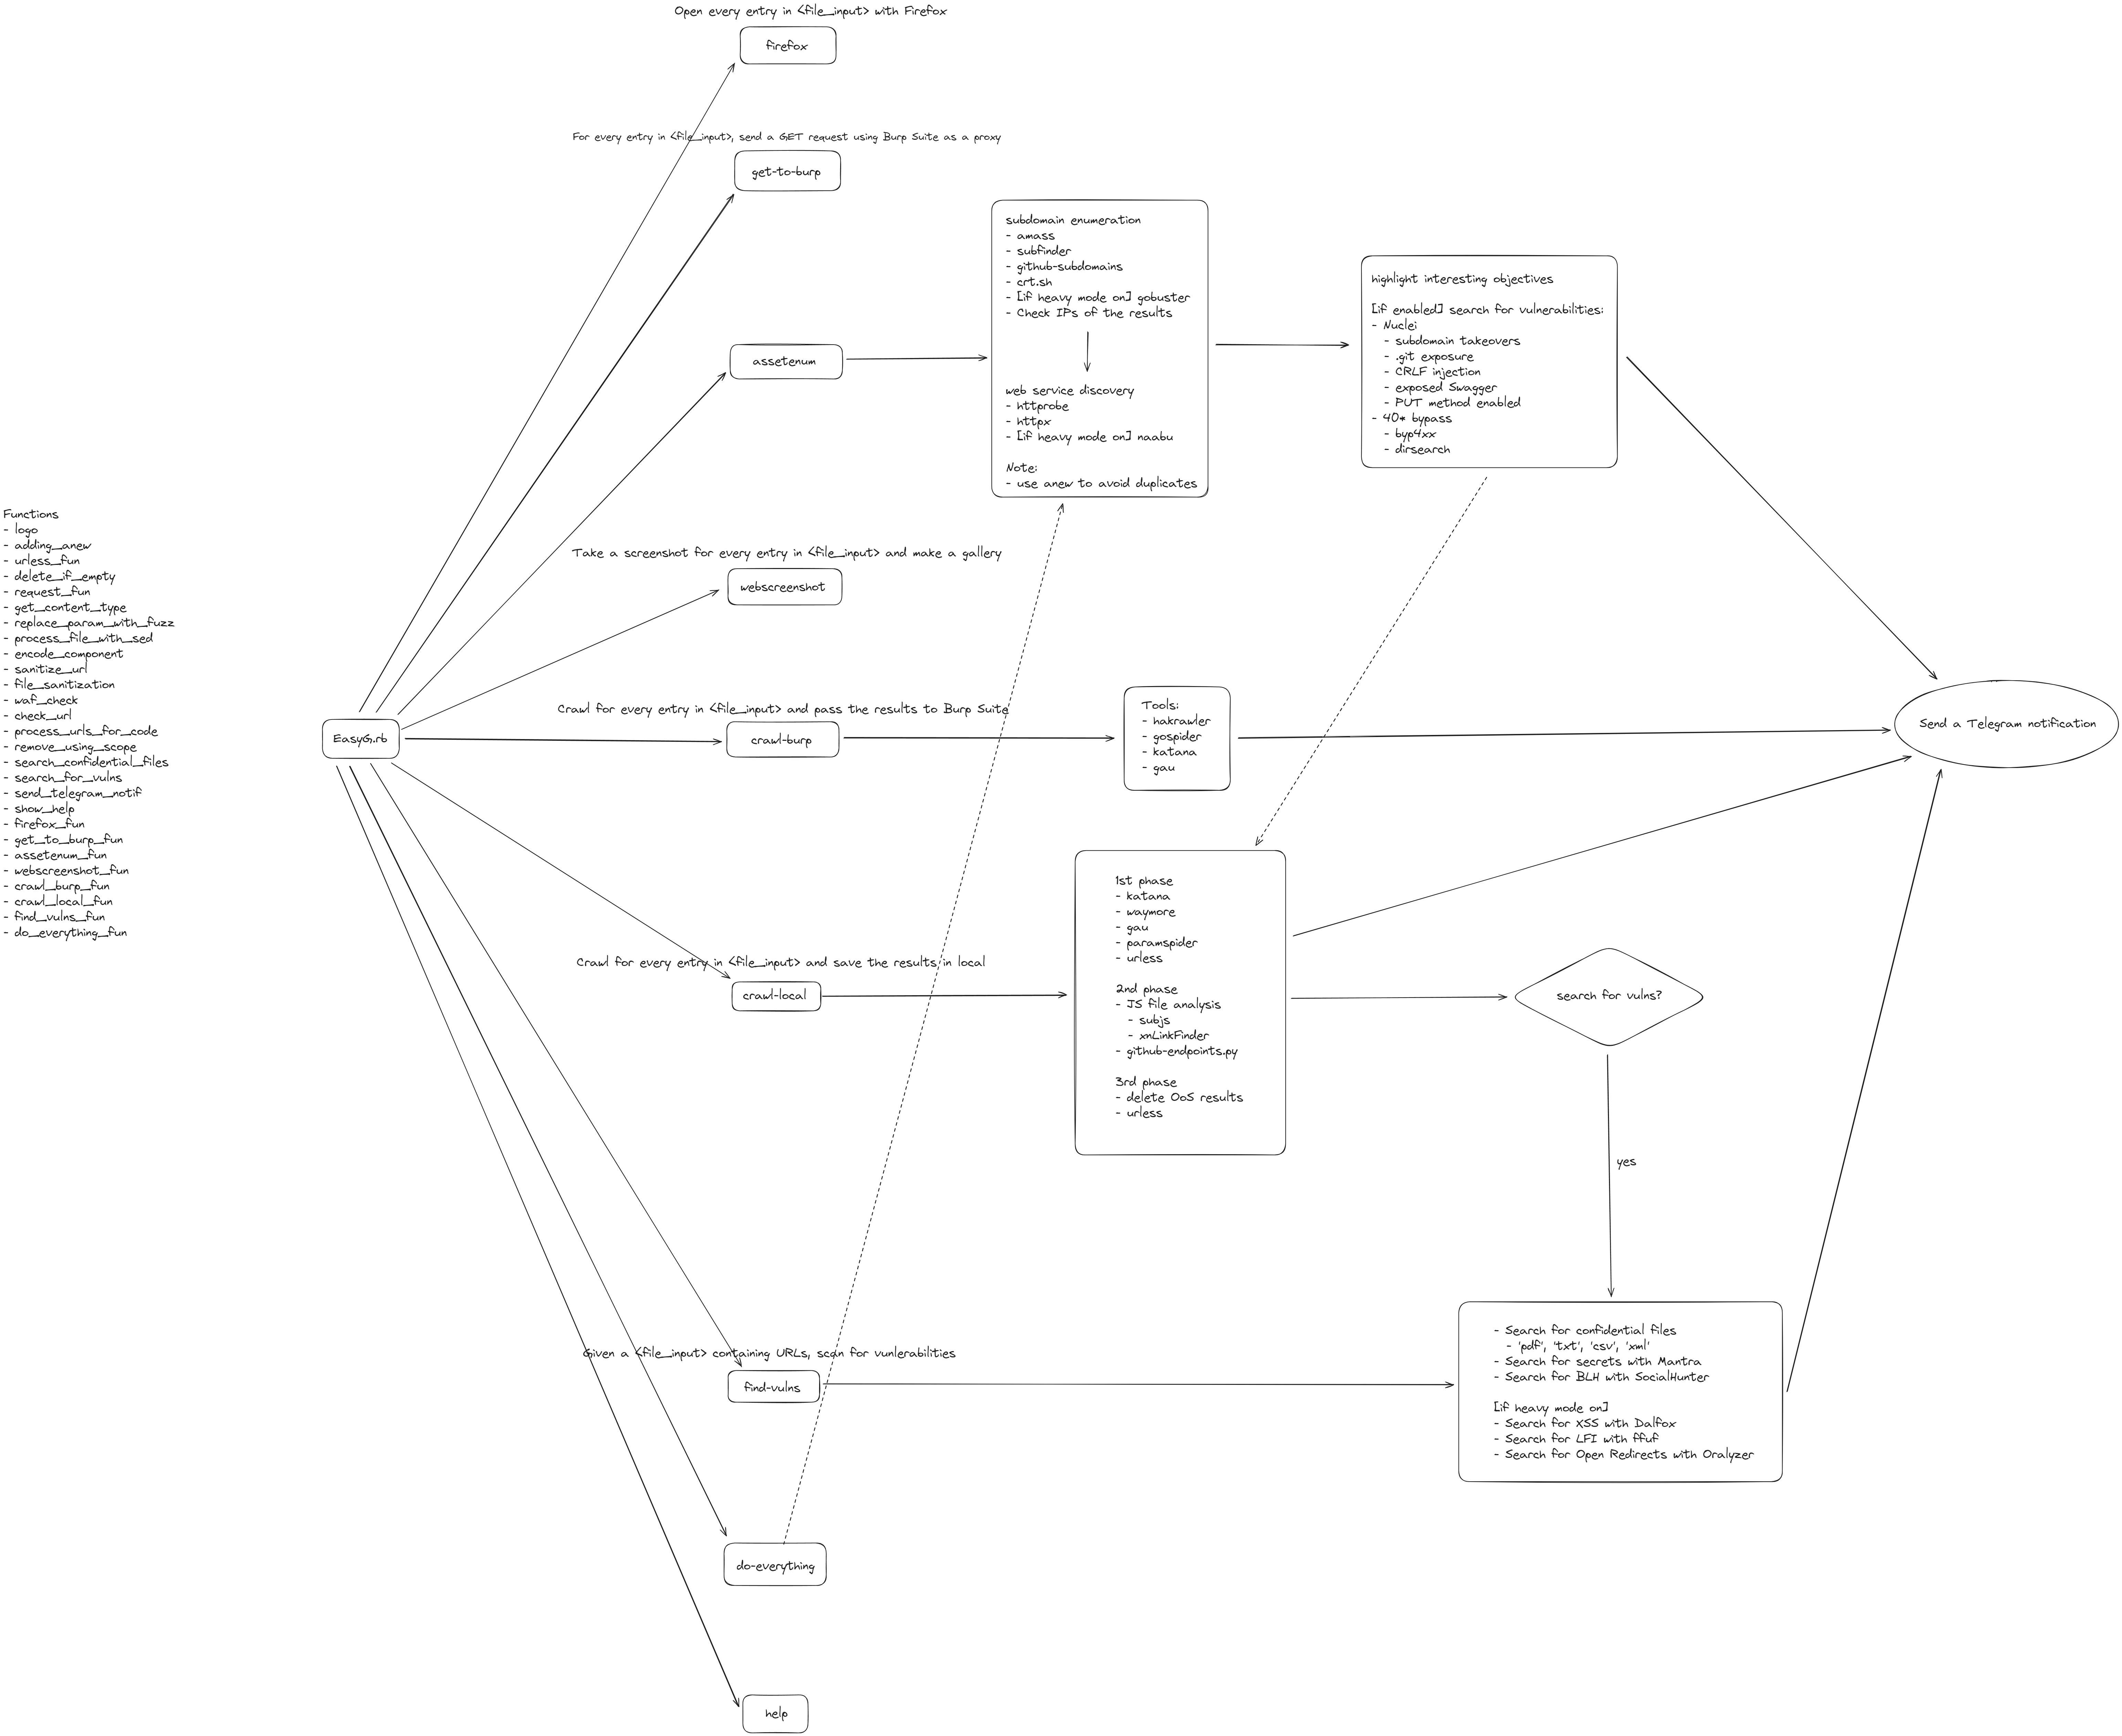 Open every entry in <file_input> with Firefox
firefox
For every entry in <file_input>, send a GET request using Burp Suite as a proxy
get-to-burp
subdomain enumeration
- amass
- subfinder
- github-subdomains
- crt.sh
- [if heavy mode on] gobuster
- Check IPs of the results
web service discovery
- httprobe
- httpx
- [if heavy mode on] naabu
Note:
- use anew to avoid duplicates
highlight interesting objectives
[if enabled] search for vulnerabilities:
- Nuclei
- subdomain takeovers
- .git exposure
- CRLF injection
- exposed Swagger
- PUT method enabled
- 40* bypass
- byp4xx
- dirsearch
assetenum
Functions
- logo
- adding_anew
- urless_fun
- delete_if_empty
- request_fun
- get_content_type
- replace_param_with_fuzz
- process_file_with_sed
- encode_component
- sanitize_url
- file_sanitization
- waf_check
- check_url
- process_urls_for_code
- remove_using_scope
- search_confidential_files
- search_for_vulns
- send_telegram_notif
- show_help
- firefox_fun
- get_to_burp_fun
- assetenum_fun
- webscreenshot_fun
- crawl_burp_fun
- crawl_local_fun
- find_vulns_fun
- do_everything_fun
EasyG.rb
Take a screenshot for every entry in <file_input> and make a gallery
webscreenshot
Crawl for every entry in <file_input> and pass the results to Burp Suite
crawl-burp
Tools:
- hakrawler
- gospider
- katana
- gau
Send a Telegram notification
Crawl for every entry in <file_input> and save the results in local
crawl-local
1st phase
- katana
- waymore
- gau
- paramspider
- urless
2nd phase
- JS file analysis
- subjs
- xnLinkFinder
- github-endpoints.py
3rd phase
- delete OoS results
- urless
search for vulns?
yes
Given a <file_input> containing URLs, scan for vunlerabilities
find-vulns
- Search for confidential files
- 'pdf', 'txt', 'csv', 'xml'
- Search for secrets with Mantra
- Search for BLH with SocialHunter
[if heavy mode on]
- Search for XSS with Dalfox
- Search for LFI with ffuf
- Search for Open Redirects with Oralyzer
do-everything
help